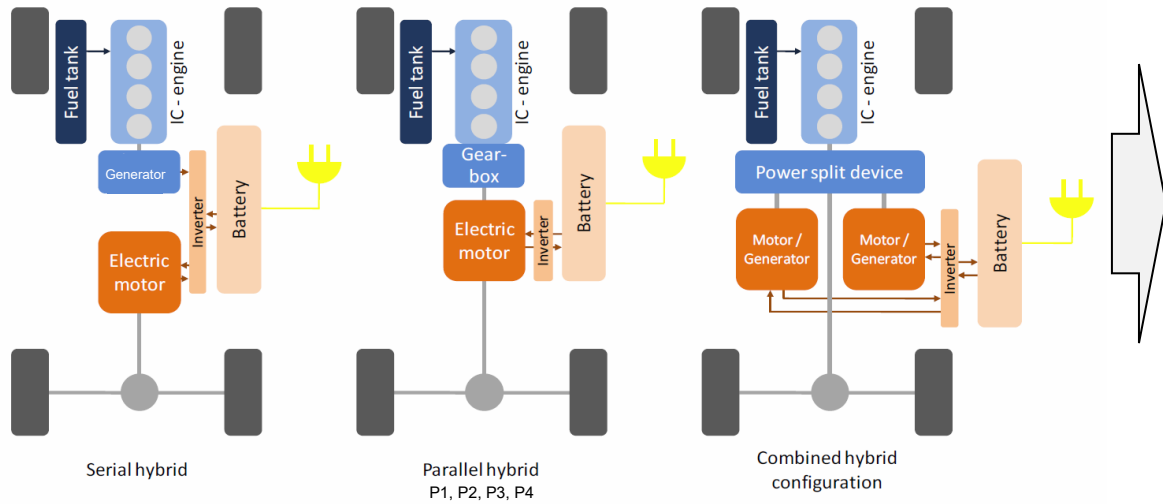 Fuel tank
IC - engine
Generator
Inverter
Battery
Electric
motor
Serial hybrid
Fuel tank
IC - engine
Gear-
box
Electric
motor
Inverter
Battery
Parallel hybrid
P1, P2, P3, P4
Fuel tank
IC - engine
Power split device
Motor /
Generator
Motor /
Generator
Inverter
Battery
Combined hybrid
configuration